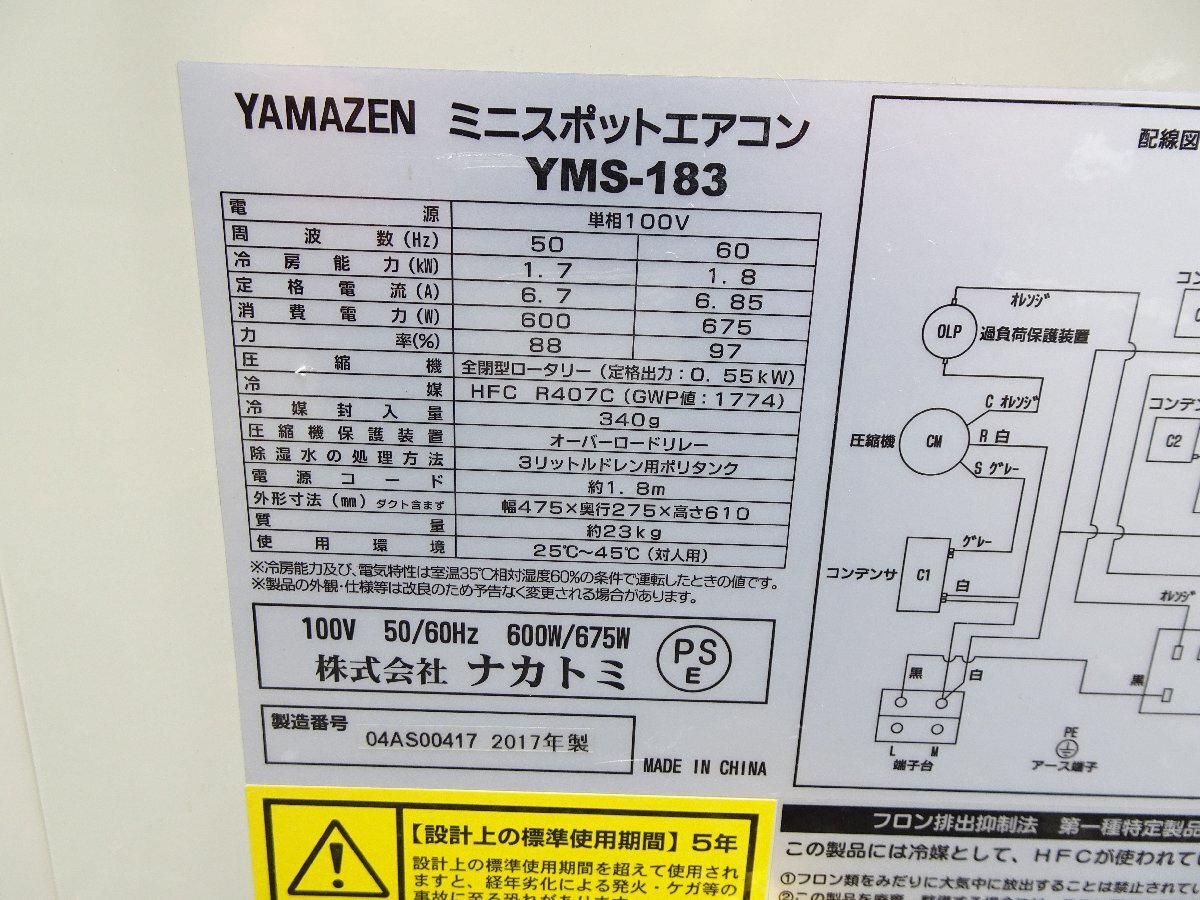 YAMAZEN ミニスポットエアコン
YMS-183
電源 単相100V
周波数(Hz) 50 60
冷房能力(kW) 1.7 1.8
定格電流(A) 6.7 6.85
消費電力(W) 600 675
力率(%) 88 97
圧縮機 全閉型ロータリー(定格出力:0.55kW)
冷媒 HFC R407C(GWP値:1774)
冷媒封入量 340g
圧縮機保護装置 オーバーロードリレー
除湿水の処理方法 3リットルドレン用ポリタンク
電源コード 約1.8m
外形寸法(mm) ダクト含まず 幅475×奥行275×高さ610
質量 約23kg
使用環境 25℃~45℃(対人用)
※冷房能力及び、電気特性は室温35℃相対湿度60%の条件で運転したときの値です。
※製品の外観・仕様等は改良のため予告なく変更される場合があります。
100V 50/60Hz 600W/675W
株式会社 ナカトミ
PS
E
製造番号
04AS00417 2017年製
MADE IN CHINA
【設計上の標準使用期間】5年
設計上の標準使用期間を超えて使用され
ますと、経年劣化による発火・ケガ等の
事故に至る恐れがあります
配線図
オレンジ
OLP 過負荷保護装置
C オレンジ
圧縮機 CM R 白
S グレー
コンデン
C2
グレー
コンデンサ C1 白
オレンジ
黒 白 黒
L M
端子台
PE
アース端子
フロン排出抑制法 第一種特定製品
この製品には冷媒として、HFCが使われてい
①フロン類をみだりに大気中に放出することは禁止されてい